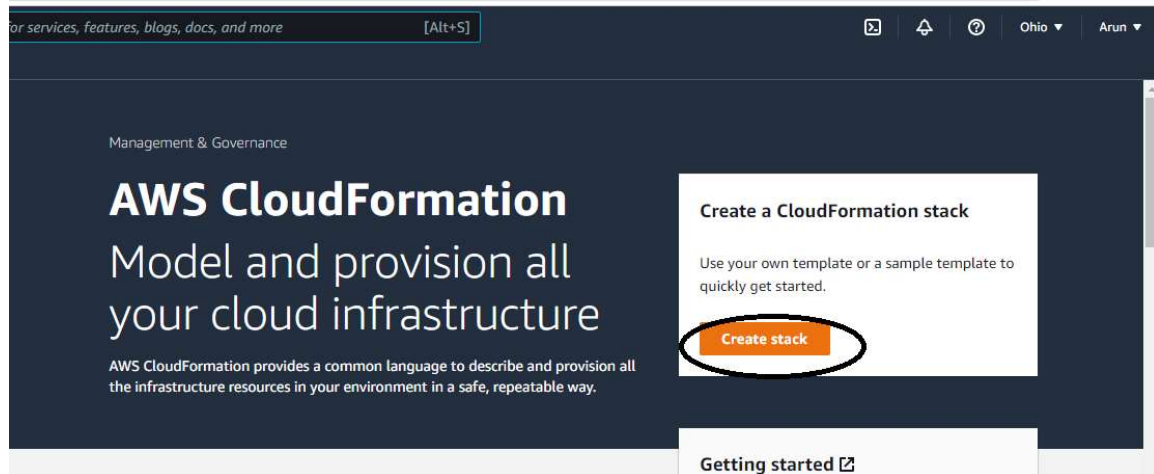 for services, features, blogs, docs, and more [Alt+S]
Ohio ▼ Arun ▼
Management & Governance
AWS CloudFormation
Model and provision all
your cloud infrastructure
AWS CloudFormation provides a common language to describe and provision all
the infrastructure resources in your environment in a safe, repeatable way.
Create a CloudFormation stack
Use your own template or a sample template to
quickly get started.
Create stack
Getting started